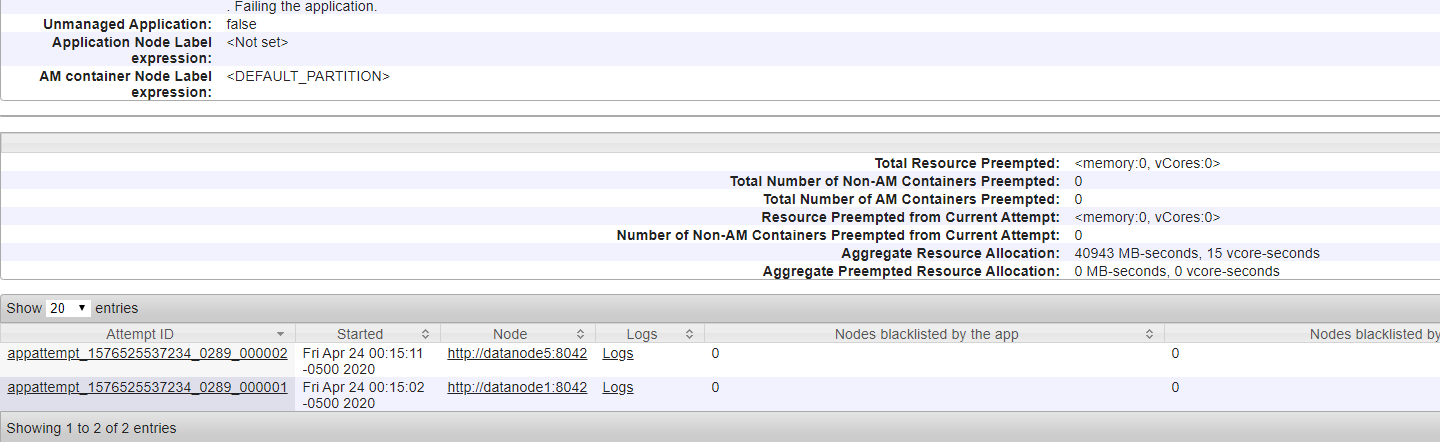 . Failing the application.
Unmanaged Application: false
Application Node Label <Not set>
expression:
AM container Node Label <DEFAULT_PARTITION>
expression:
Total Resource Preempted: <memory:0, vCores:0>
Total Number of Non-AM Containers Preempted: 0
Total Number of AM Containers Preempted: 0
Resource Preempted from Current Attempt: <memory:0, vCores:0>
Number of Non-AM Containers Preempted from Current Attempt: 0
Aggregate Resource Allocation: 40943 MB-seconds, 15 vcore-seconds
Aggregate Preempted Resource Allocation: 0 MB-seconds, 0 vcore-seconds
Show 20 entries
Attempt ID Started Node Logs Nodes blacklisted by the app Nodes blacklisted by
appattempt_1576525537234_0289_000002 Fri Apr 24 00:15:11 http://datanode5:8042 Logs 0 0
-0500 2020
appattempt_1576525537234_0289_000001 Fri Apr 24 00:15:02 http://datanode1:8042 Logs 0 0
-0500 2020
Showing 1 to 2 of 2 entries